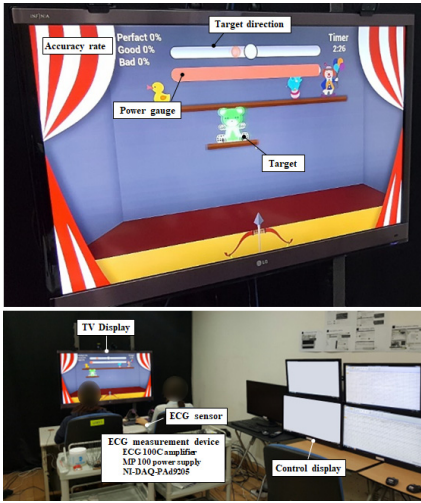 Target direction
Perfact 0%
Good 0%
Bad 0%
Timer
2:26
Accuracy rate
Power gauge
Target
LG
TV Display
ECG sensor
ECG measurement device
ECG 100C amplifier
MP 100 power supply
NI-DAQ-PAd9205
Control display